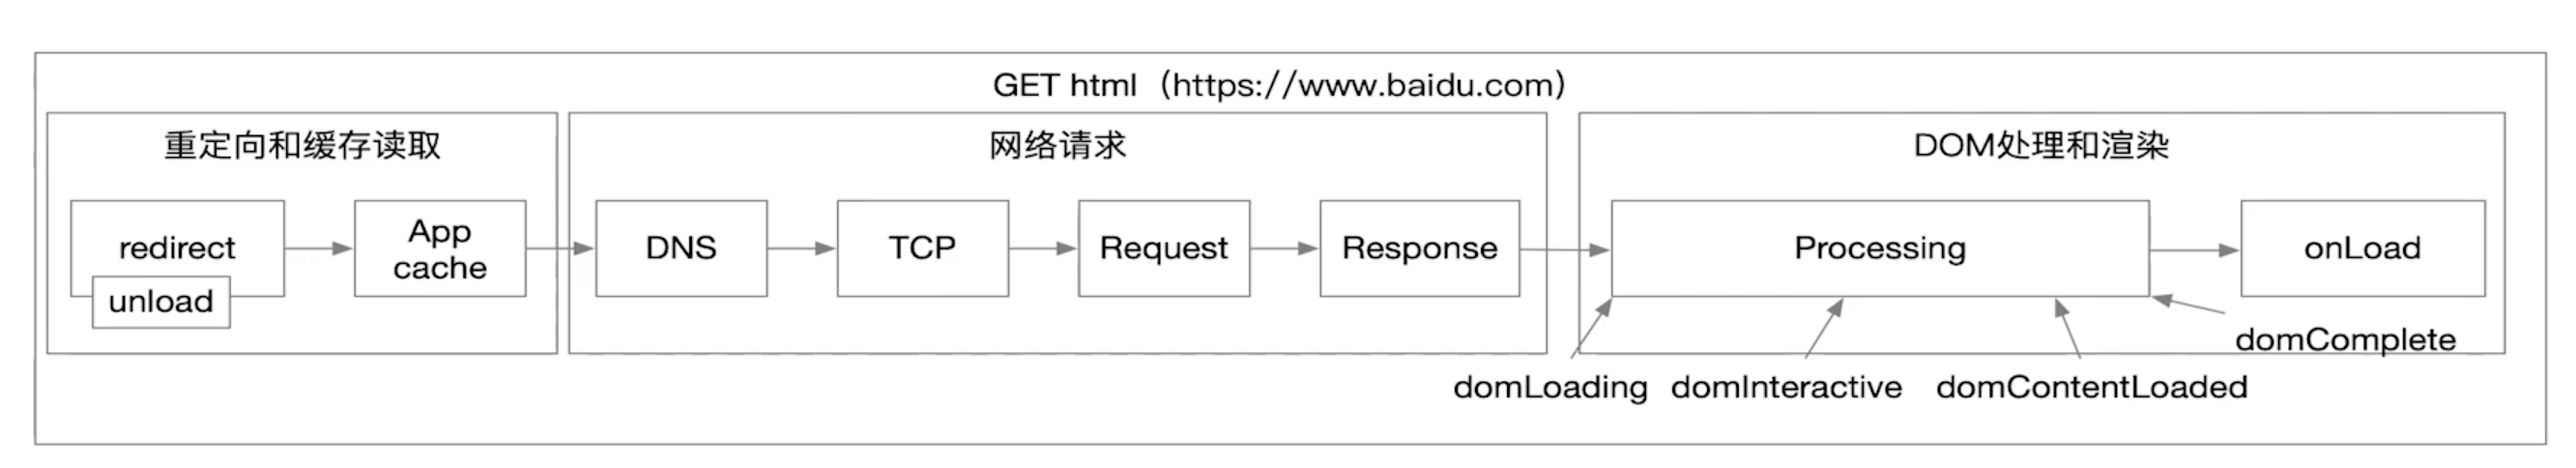 GET html（https://www.baidu.com）
重定向和缓存读取
redirect
unload
App
cache
网络请求
DNS
TCP
Request
Response
DOM处理和渲染
Processing
onLoad
domLoading
domInteractive
domContentLoaded
domComplete